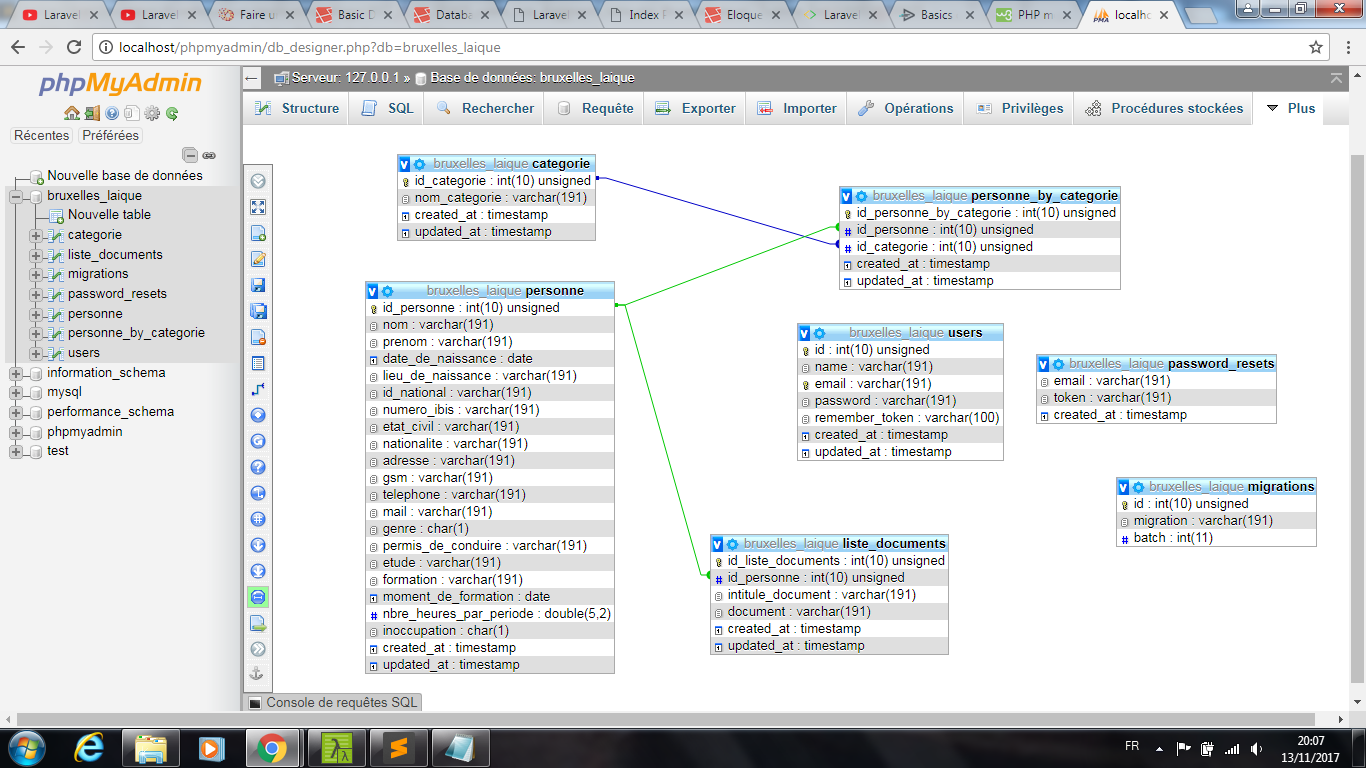 Laravel
Laravel
Faire u
Basic D
Databa
Laravel
Index
Eloque
Laravel
Basics
PHP m
localho
localhost/phpmyadmin/db_designer.php?db=bruxelles_laique
phpMyAdmin
Récentes
Préférées
Nouvelle base de données
bruxelles_laique
Nouvelle table
categorie
liste_documents
migrations
password_resets
personne
personne_by_categorie
users
information_schema
mysql
performance_schema
phpmyadmin
test
Serveur: 127.0.0.1 » Base de données: bruxelles_laique
Structure
SQL
Rechercher
Requête
Exporter
Importer
Opérations
Privilèges
Procédures stockées
Plus
bruxelles_laique categorie
id_categorie : int(10) unsigned
nom_categorie : varchar(191)
created_at : timestamp
updated_at : timestamp
bruxelles_laique personne_by_categorie
id_personne_by_categorie : int(10) unsigned
id_personne : int(10) unsigned
id_categorie : int(10) unsigned
created_at : timestamp
updated_at : timestamp
bruxelles_laique personne
id_personne : int(10) unsigned
nom : varchar(191)
prenom : varchar(191)
date_de_naissance : date
lieu_de_naissance : varchar(191)
id_national : varchar(191)
numero_ibis : varchar(191)
etat_civil : varchar(191)
nationalite : varchar(191)
adresse : varchar(191)
gsm : varchar(191)
telephone : varchar(191)
mail : varchar(191)
genre : char(1)
permis_de_conduire : varchar(191)
etude : varchar(191)
formation : varchar(191)
moment_de_formation : date
nbre_heures_par_periode : double(5,2)
inoccupation : char(1)
created_at : timestamp
updated_at : timestamp
bruxelles_laique users
id : int(10) unsigned
name : varchar(191)
email : varchar(191)
password : varchar(191)
remember_token : varchar(100)
created_at : timestamp
updated_at : timestamp
bruxelles_laique password_resets
email : varchar(191)
token : varchar(191)
created_at : timestamp
bruxelles_laique migrations
id : int(10) unsigned
migration : varchar(191)
batch : int(11)
bruxelles_laique liste_documents
id_liste_documents : int(10) unsigned
id_personne : int(10) unsigned
intitule_document : varchar(191)
document : varchar(191)
created_at : timestamp
updated_at : timestamp
Console de requêtes SQL
FR
20:07
13/11/2017